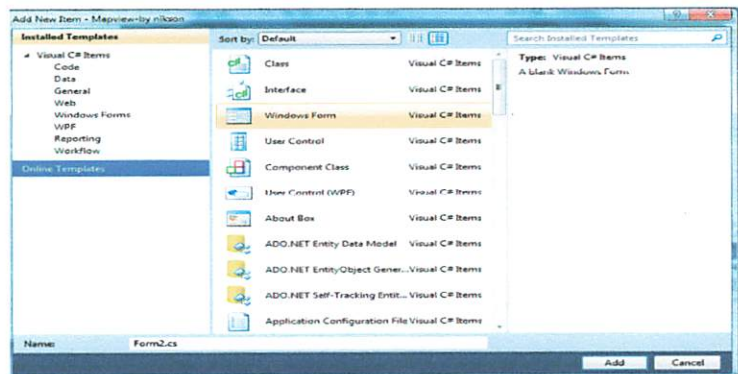 Add New Item - Mapview-by nikson
Installed Templates
Visual C# Items
Code
Data
General
Web
Windows Forms
WPF
Reporting
Workflow
Online Templates
Sort by: Default
Class Visual C# Items
Interface Visual C# Items
Windows Form Visual C# Items
User Control Visual C# Items
Component Class Visual C# Items
User Control (WPF) Visual C# Items
About Box Visual C# Items
ADO.NET Entity Data Model Visual C# Items
ADO.NET EntityObject Gener... Visual C# Items
ADO.NET Self-Tracking Entit... Visual C# Items
Application Configuration File Visual C# Items
Search Installed Templates
Type: Visual C# Items
A blank Windows Form
Name: Form2.cs
Add Cancel